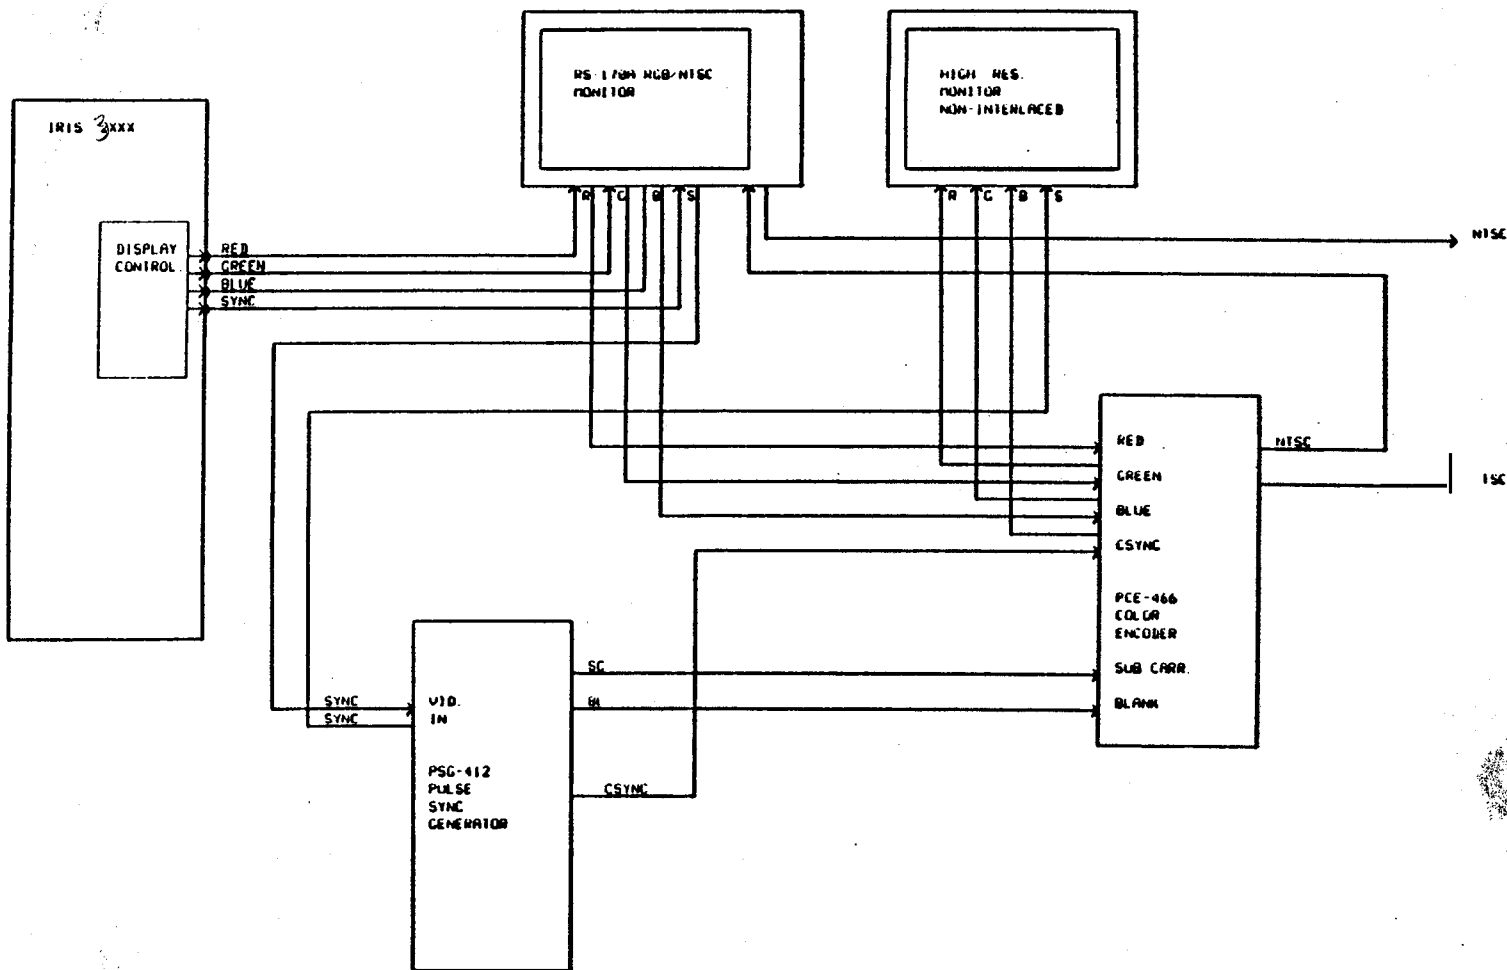 IRIS 3XXX
DISPLAY
CONTROL
RED
GREEN
BLUE
SYNC
RS-170A RGB/NTSC
MONITOR
R G B S
HIGH RES.
MONITOR
NON-INTERLACED
R G B S
NTSC
RED
GREEN
BLUE
CSYNC
PCE-466
COLOR
ENCODER
SUB CARR.
BLANK
NTSC
ISC
SYNC
SYNC
VID.
IN
PSG-412
PULSE
SYNC
GENERATOR
SC
BL
CSYNC